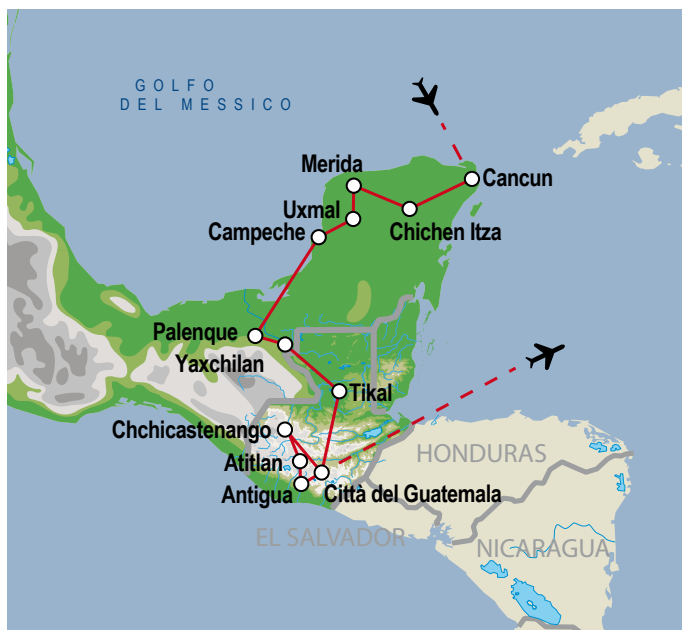 GOLFO
DEL MESSICO
Merida
Cancun
Uxmal
Campeche
Chichen Itza
Palenque
Yaxchilan
Tikal
Chchicastenango
HONDURAS
Atitlan
Antigua
Città del Guatemala
EL SALVADOR
NICARAGUA